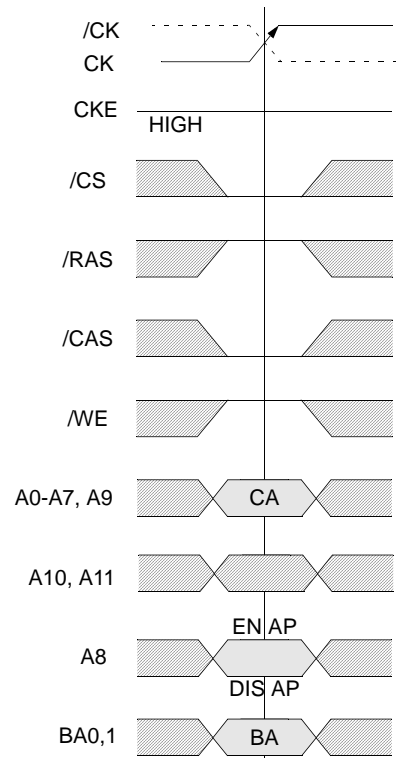 /CK
CK
CKE
HIGH
/CS
/RAS
/CAS
/WE
A0-A7, A9
CA
A10, A11
EN AP
A8
DIS AP
BA0,1
BA